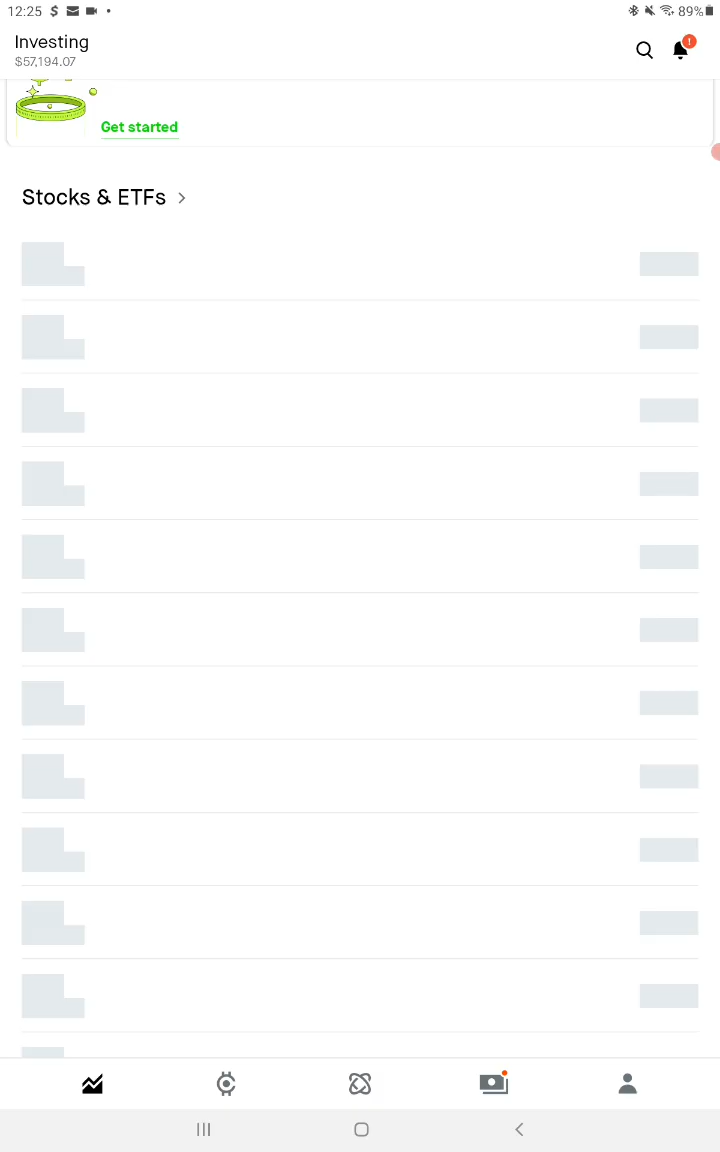 12:25
89%
Investing
$57,194.07
Get started
Stocks & ETFs